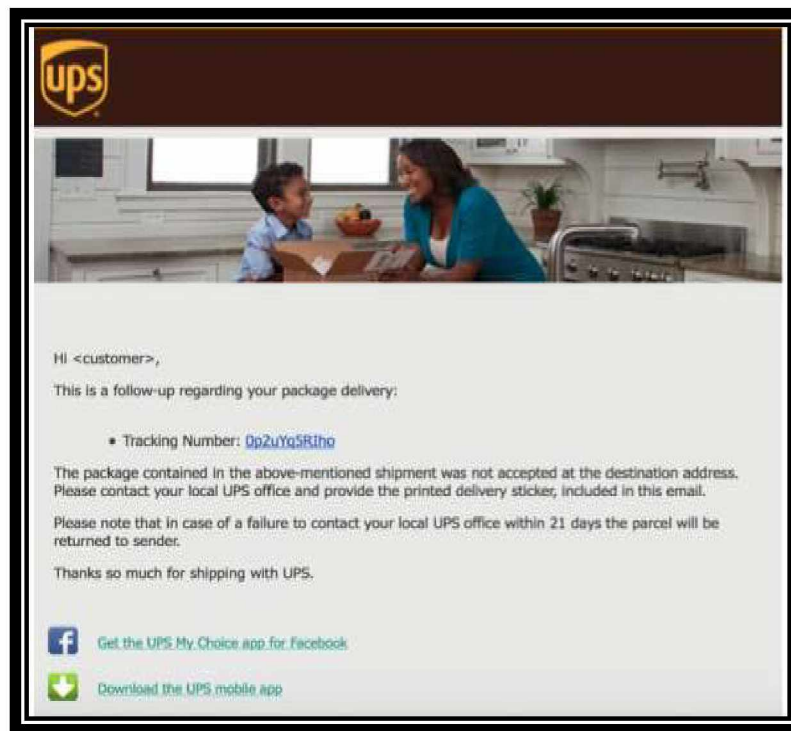 ups
Hi <customer>,
This is a follow-up regarding your package delivery:
• Tracking Number: 0p2uYq5RIho
The package contained in the above-mentioned shipment was not accepted at the destination address.
Please contact your local UPS office and provide the printed delivery sticker, included in this email.
Please note that in case of a failure to contact your local UPS office within 21 days the parcel will be
returned to sender.
Thanks so much for shipping with UPS.
Get the UPS My Choice app for Facebook
Download the UPS mobile app